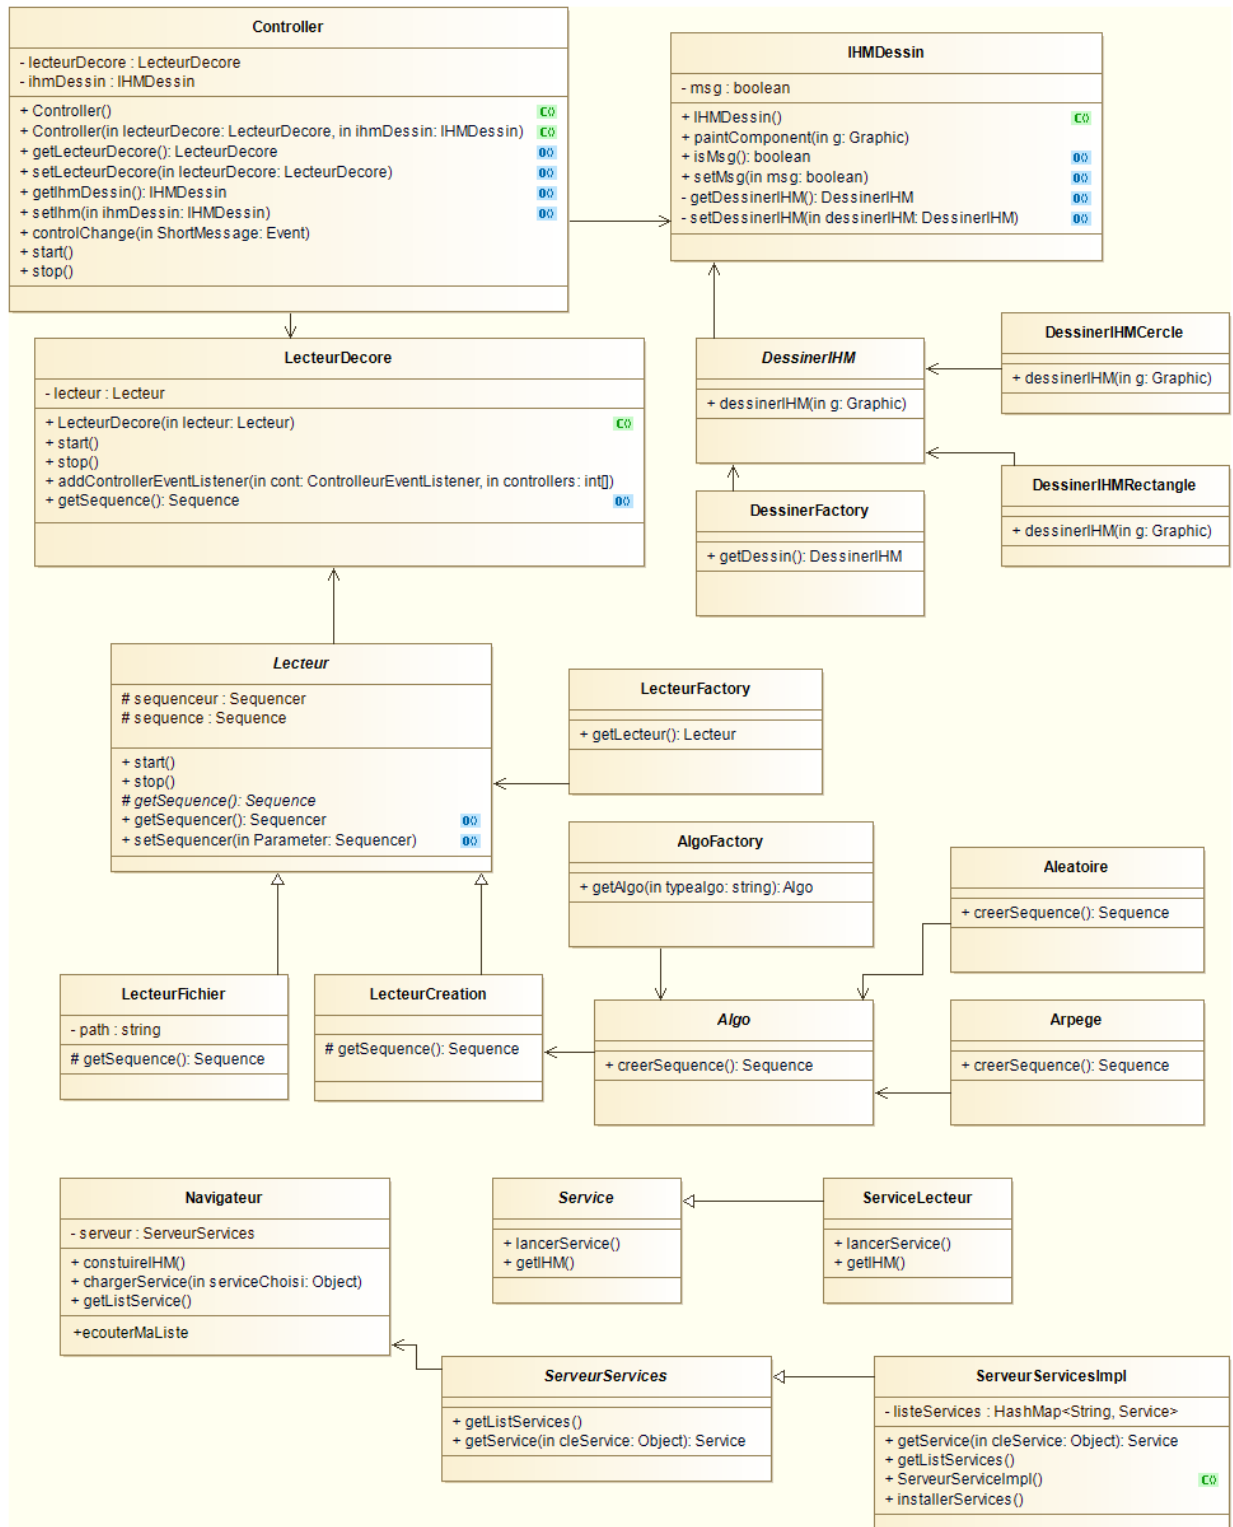 Controller
- lecteurDecore : LecteurDecore
- ihmDessin : IHMDessin
+ Controller()
+ Controller(in lecteurDecore: LecteurDecore, in ihmDessin: IHMDessin)
+ getLecteurDecore(): LecteurDecore
+ setLecteurDecore(in lecteurDecore: LecteurDecore)
+ getIhmDessin(): IHMDessin
+ setIhm(in ihmDessin: IHMDessin)
+ controlChange(in ShortMessage: Event)
+ start()
+ stop()
IHMDessin
- msg : boolean
+ IHMDessin()
+ paintComponent(in g: Graphic)
+ isMsg(): boolean
+ setMsg(in msg: boolean)
- getDessinerIHM(): DessinerIHM
- setDessinerIHM(in dessinerIHM: DessinerIHM)
LecteurDecore
- lecteur : Lecteur
+ LecteurDecore(in lecteur: Lecteur)
+ start()
+ stop()
+ addControllerEventListener(in cont: ControlleurEventListener, in controllers: int[])
+ getSequence(): Sequence
DessinerIHM
+ dessinerIHM(in g: Graphic)
DessinerIHMCercle
+ dessinerIHM(in g: Graphic)
DessinerIHMRectangle
+ dessinerIHM(in g: Graphic)
DessinerFactory
+ getDessin(): DessinerIHM
Lecteur
# sequenceur : Sequencer
# sequence : Sequence
+ start()
+ stop()
# getSequence(): Sequence
+ getSequencer(): Sequencer
+ setSequencer(in Parameter: Sequencer)
LecteurFactory
+ getLecteur(): Lecteur
AlgoFactory
+ getAlgo(in typealgo: string): Algo
Aleatoire
+ creerSequence(): Sequence
LecteurFichier
- path : string
# getSequence(): Sequence
LecteurCreation
# getSequence(): Sequence
Algo
+ creerSequence(): Sequence
Arpege
+ creerSequence(): Sequence
Navigateur
- serveur : ServeurServices
+ constuireIHM()
+ chargerService(in serviceChoisi: Object)
+ getListService()
+ecouterMaListe
Service
+ lancerService()
+ getIHM()
ServiceLecteur
+ lancerService()
+ getIHM()
ServeurServices
+ getListServices()
+ getService(in cleService: Object): Service
ServeurServicesImpl
- listeServices : HashMap<String, Service>
+ getService(in cleService: Object): Service
+ getListServices()
+ ServeurServiceImpl()
+ installerServices()